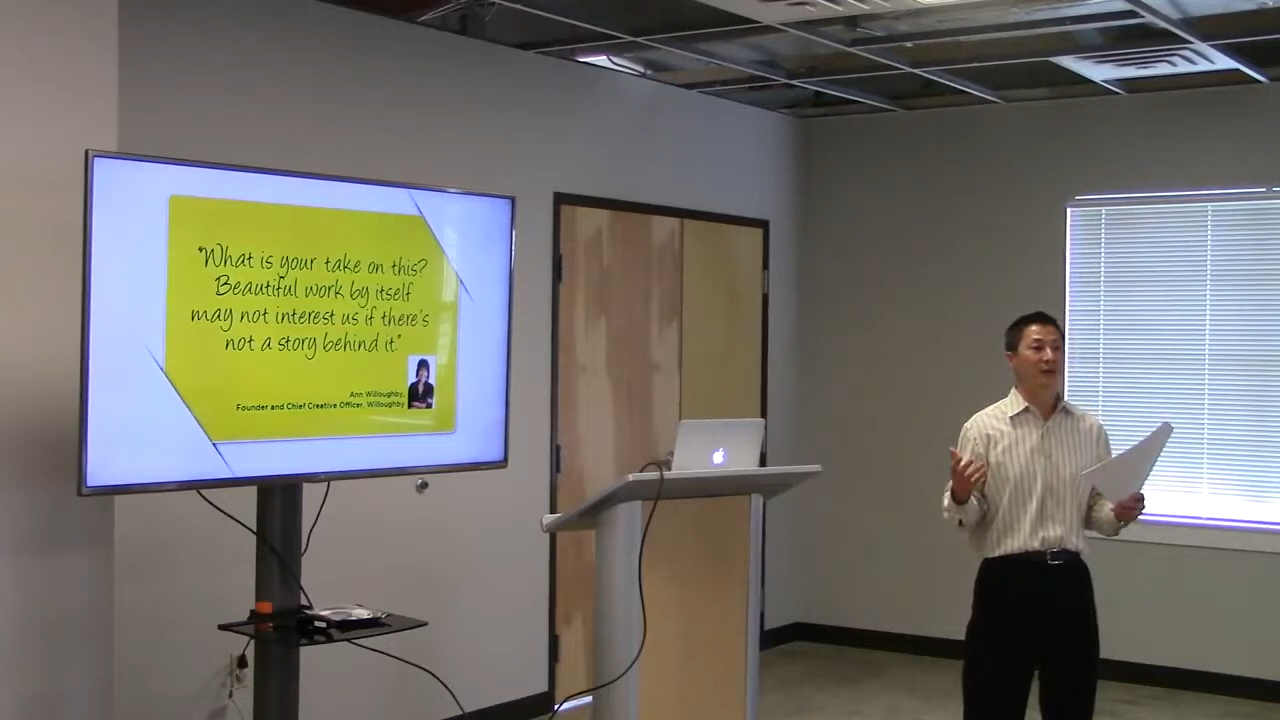 "What is your take on this?
Beautiful work by itself
may not interest us if there's
not a story behind it."
Ann Willoughby,
Founder and Chief Creative Officer, Willoughby